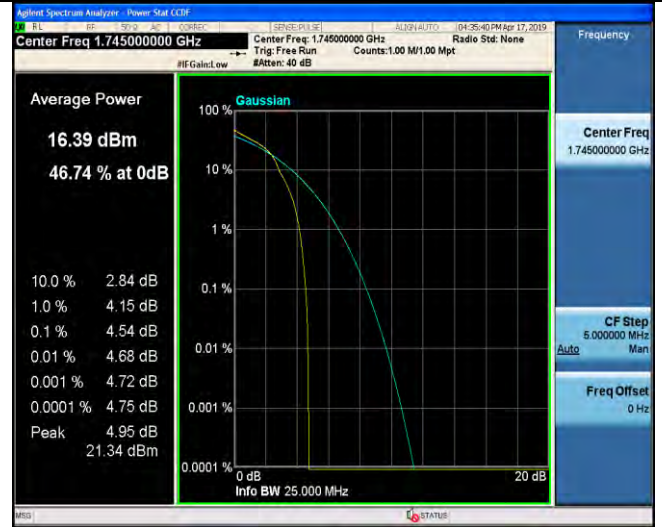 Agilent Spectrum Analyzer - Power Stat CCDF
RL RF 50 Ω AC CORREC SENSE:PULSE ALIGN AUTO 04:35:40 PM Apr 17, 2019
Center Freq 1.745000000 GHz
Center Freq: 1.745000000 GHz Radio Std: None
Trig: Free Run Counts:1.00 M/1.00 Mpt
#IFGain:Low #Atten: 40 dB
Frequency
Average Power
16.39 dBm
46.74 % at 0dB
10.0 % 2.84 dB
1.0 % 4.15 dB
0.1 % 4.54 dB
0.01 % 4.68 dB
0.001 % 4.72 dB
0.0001 % 4.75 dB
Peak 4.95 dB
21.34 dBm
Gaussian
100 %
10 %
1 %
0.1 %
0.01 %
0.001 %
0.0001 %
0 dB 20 dB
Info BW 25.000 MHz
Center Freq
1.745000000 GHz
CF Step
5.000000 MHz
Auto Man
Freq Offset
0 Hz
MSG STATUS